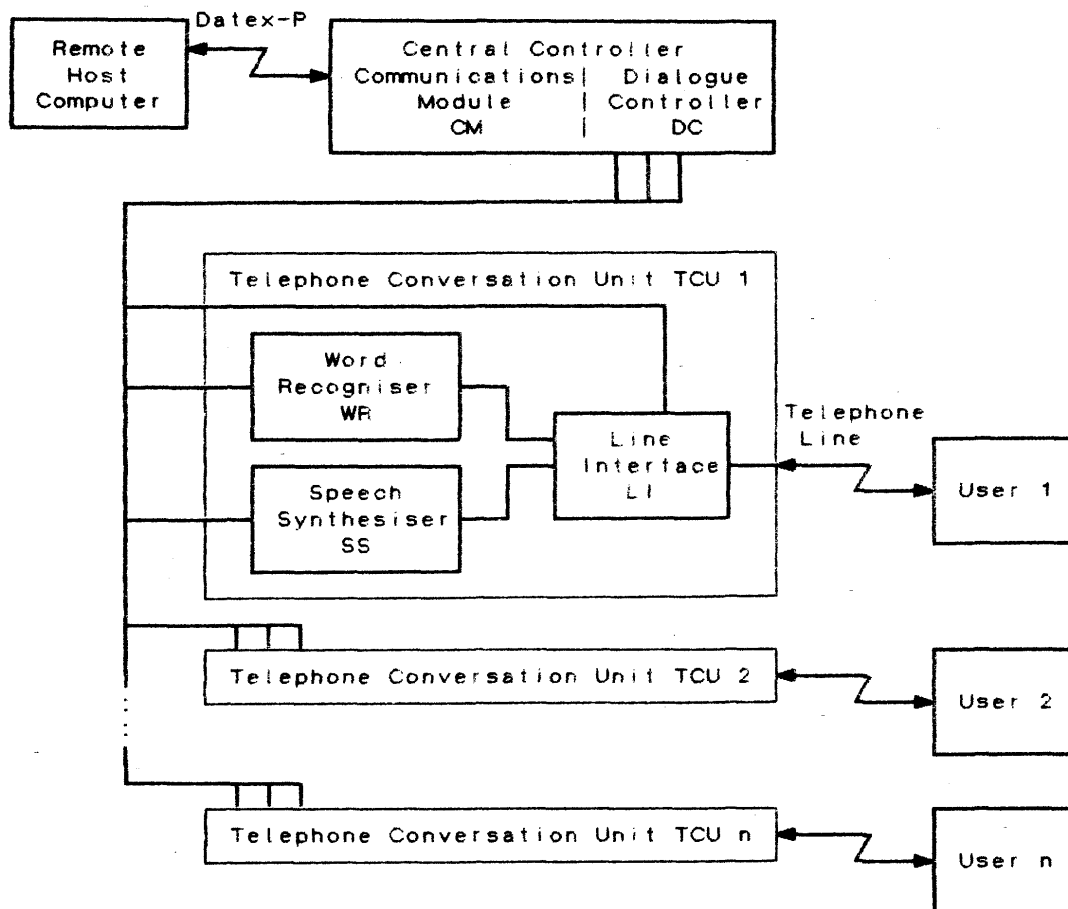 Datex-P
Remote
Host
Computer
Central Controller
Communications| Dialogue
Module | Controller
CM | DC
Telephone Conversation Unit TCU 1
Word
Recogniser
WR
Speech
Synthesiser
SS
Line
Interface
LI
Telephone
Line
User 1
Telephone Conversation Unit TCU 2
User 2
Telephone Conversation Unit TCU n
User n